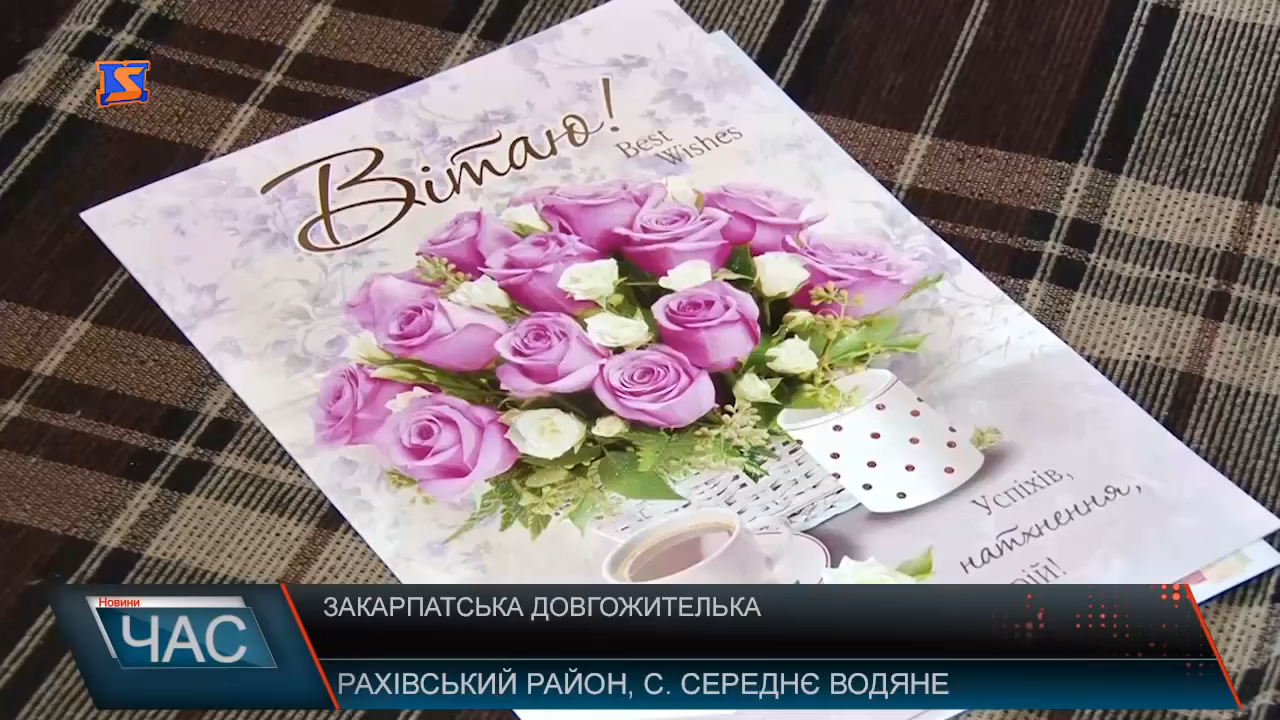 Вітаю!
Best
Wishes
Успіхів,
натхнення,
Новини
ЧАС
ЗАКАРПАТСЬКА ДОВГОЖИТЕЛЬКА
РАХІВСЬКИЙ РАЙОН, С. СЕРЕДНЄ ВОДЯНЕ